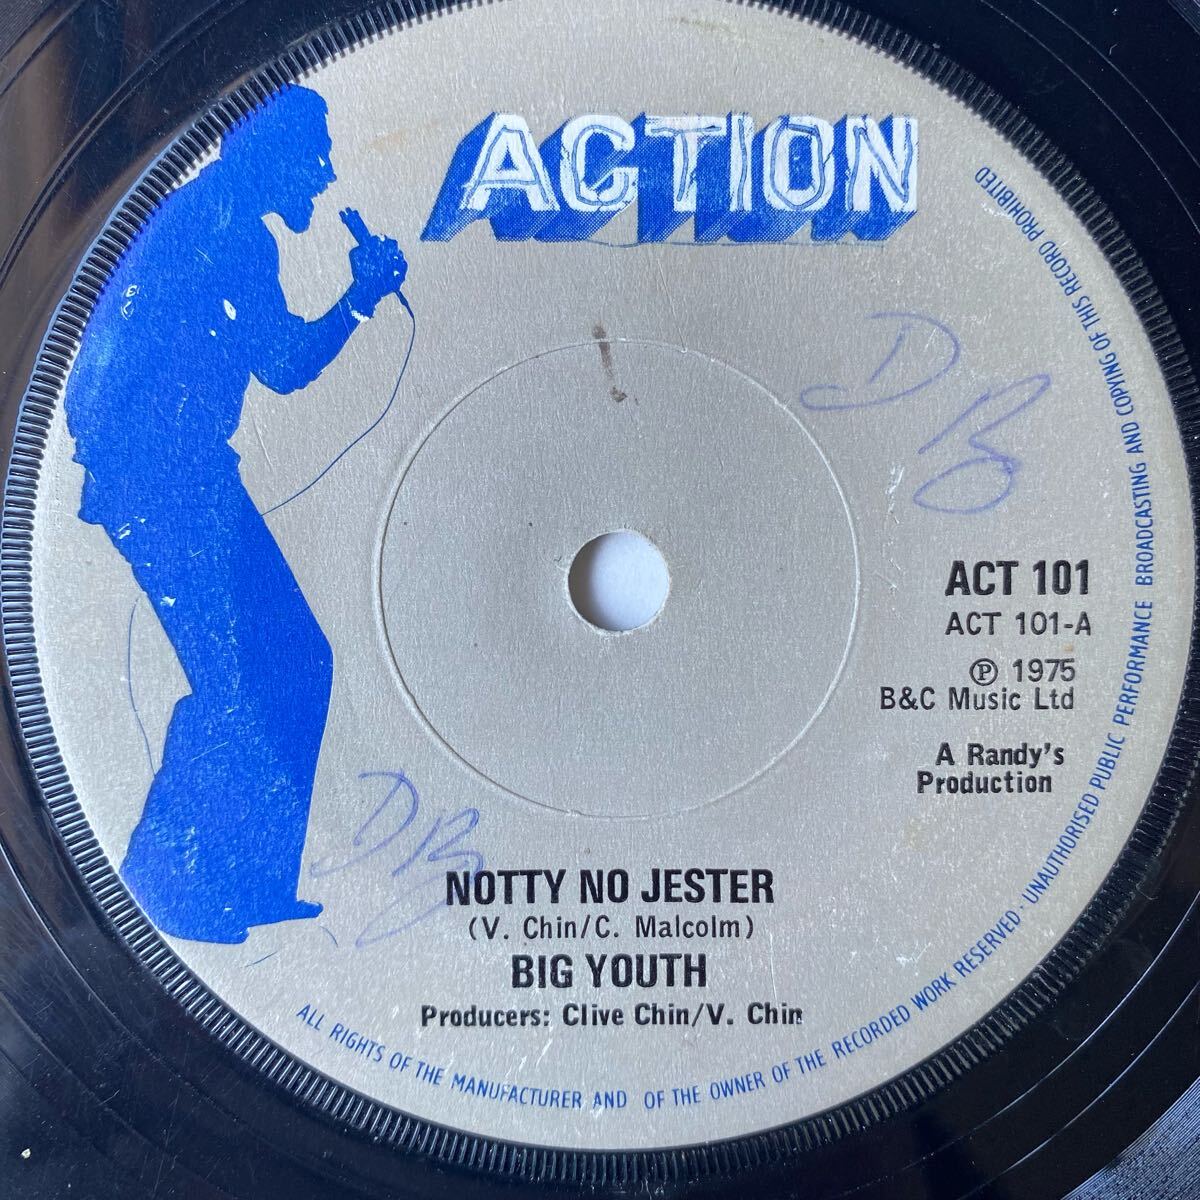 ACTION
D
B
ACT 101
ACT 101-A
Ⓟ 1975
B&C Music Ltd
A Randy's
Production
DB
NOTTY NO JESTER
(V. Chin/C. Malcolm)
BIG YOUTH
Producers: Clive Chin/V. Chin
ALL RIGHTS OF THE MANUFACTURER AND OF THE OWNER OF THE RECORDED WORK RESERVED · UNAUTHORISED PUBLIC PERFORMANCE BROADCASTING AND COPYING OF THIS RECORD PROHIBITED